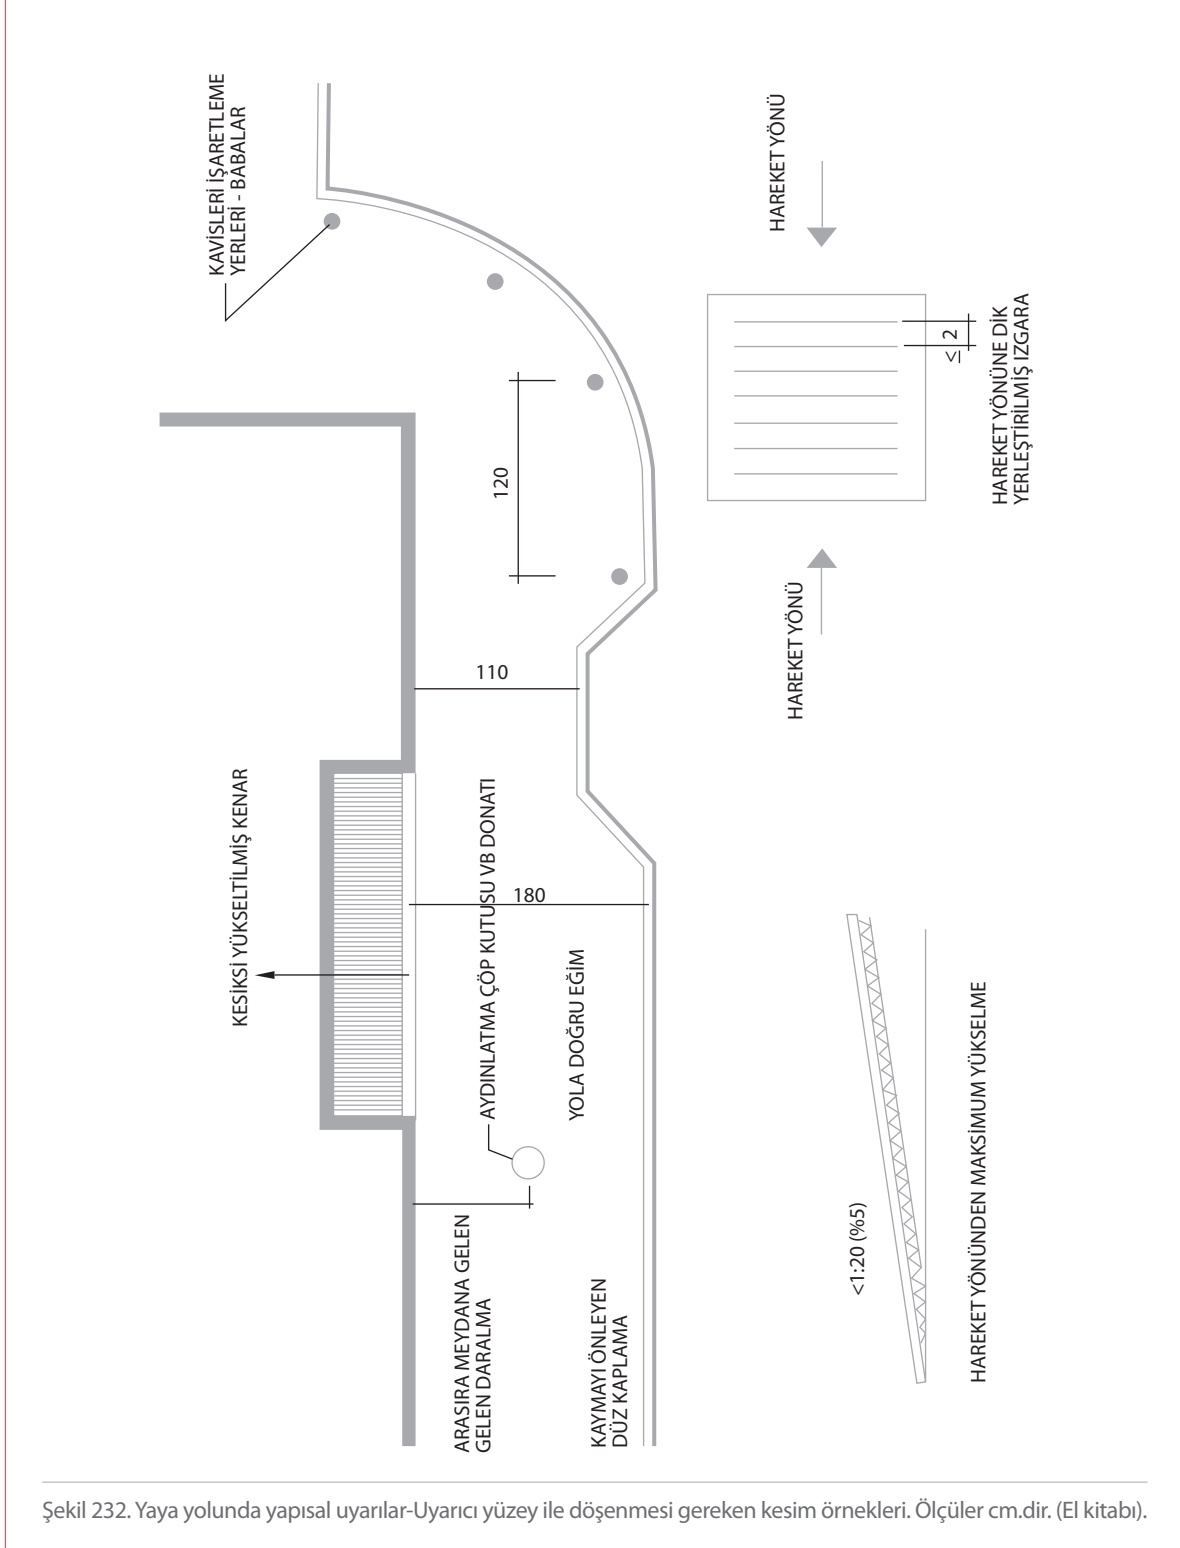 KAVİSLERİ İŞARETLEME
YERLERİ - BABALAR
HAREKET YÖNÜ
≤ 2
HAREKET YÖNÜNE DİK
YERLEŞTİRİLMİŞ IZGARA
120
HAREKET YÖNÜ
110
KESİKSİ YÜKSELTİLMİŞ KENAR
AYDINLATMA ÇÖP KUTUSU VB DONATI
180
YOLA DOĞRU EĞİM
ARASIRA MEYDANA GELEN
GELEN DARALMA
KAYMAYI ÖNLEYEN
DÜZ KAPLAMA
<1:20 (%5)
HAREKET YÖNÜNDEN MAKSİMUM YÜKSELME
Şekil 232. Yaya yolunda yapısal uyarılar-Uyarıcı yüzey ile döşenmesi gereken kesim örnekleri. Ölçüler cm.dir. (El kitabı).